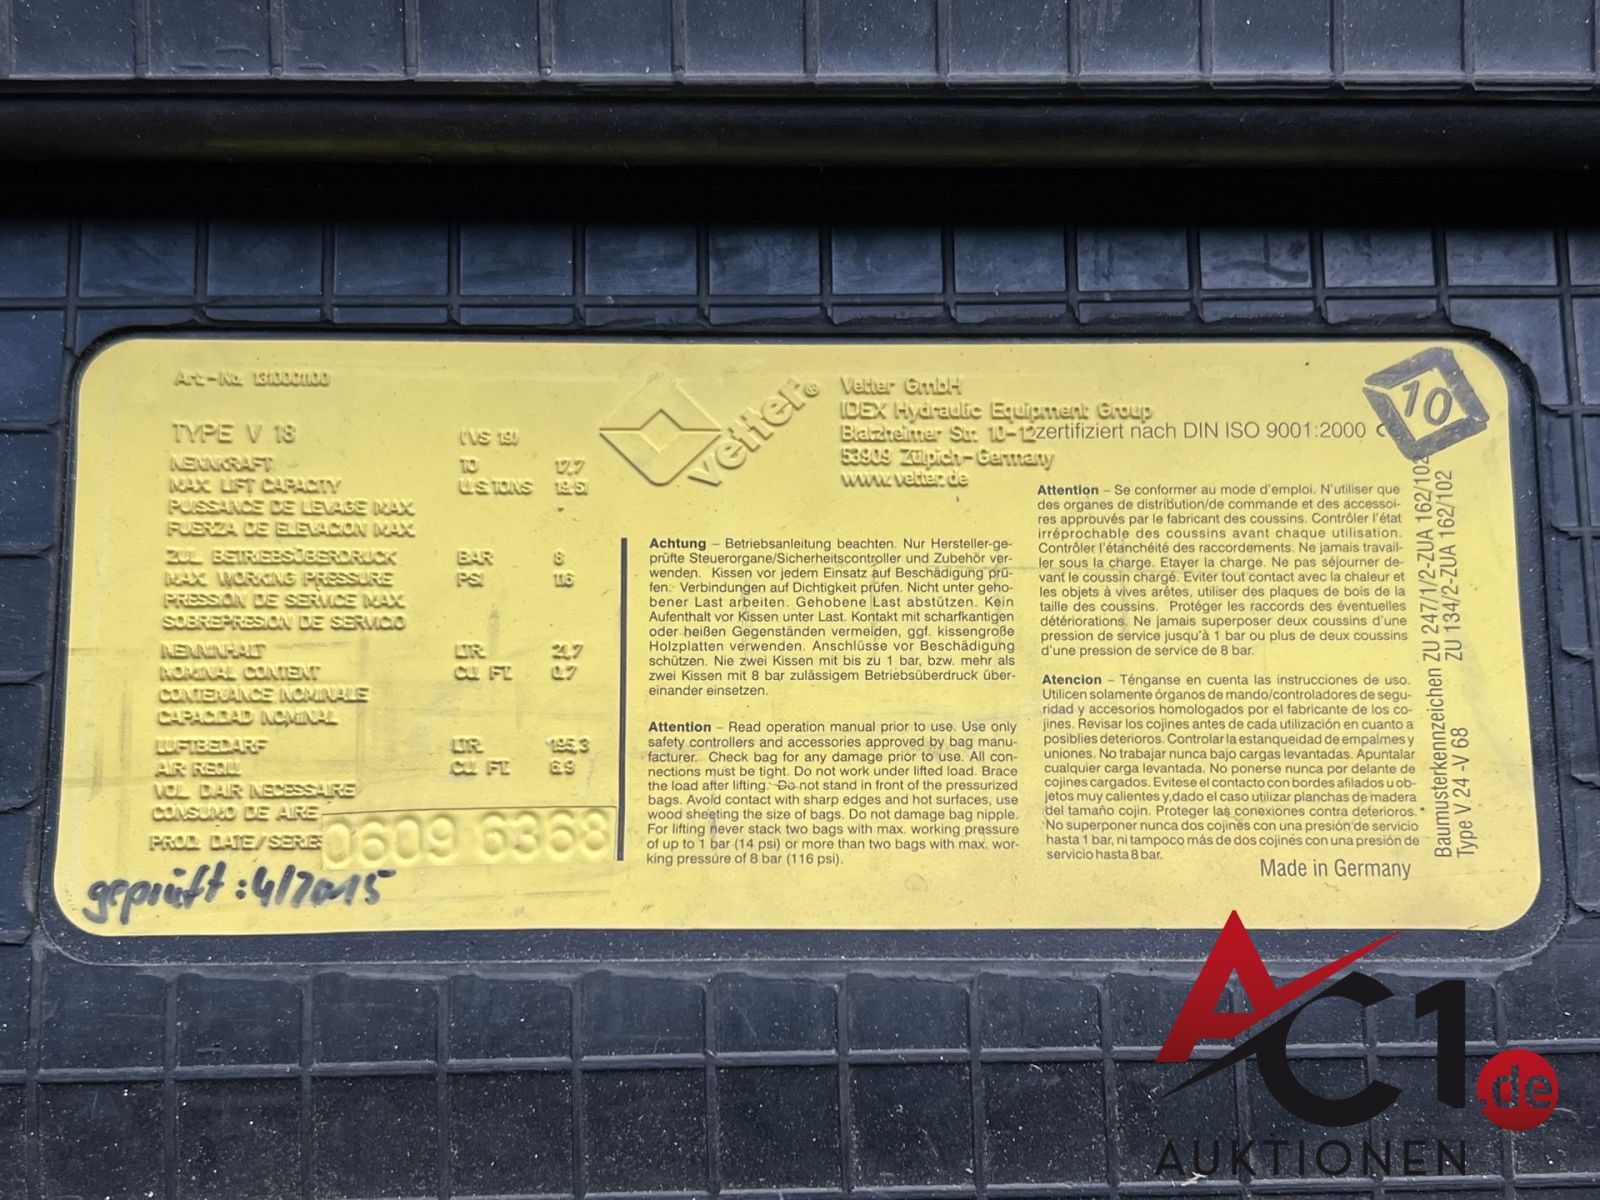 Art.-No. 1310001100
TYPE V 18 (VS 19)
NENNKRAFT TO 17,7
MAX. LIFT CAPACITY U.S.TONS 19.51
PUISSANCE DE LEVAGE MAX.
FUERZA DE ELEVACION MAX.
ZUL. BETRIEBSÜBERDRUCK BAR 8
MAX. WORKING PRESSURE PSI 116
PRESSION DE SERVICE MAX.
SOBREPRESION DE SERVICIO
NENNINHALT LTR. 21,7
NOMINAL CONTENT CU. FT. 0.7
CONTENANCE NOMINALE
CAPACIDAD NOMINAL
LUFTBEDARF LTR. 195,3
AIR REQU. CU. FT. 6.9
VOL. D'AIR NECESSAIRE
CONSUMO DE AIRE
PROD. DATE/SERIES 0609 6368
geprüft: 4/2015
Vetter®
Vetter GmbH
IDEX Hydraulic Equipment Group
Blatzheimer Str. 10-12
53909 Zülpich-Germany
www.vetter.de
zertifiziert nach DIN ISO 9001:2000
10
Achtung – Betriebsanleitung beachten. Nur Hersteller-ge-
prüfte Steuerorgane/Sicherheitscontroller und Zubehör ver-
wenden. Kissen vor jedem Einsatz auf Beschädigung prü-
fen. Verbindungen auf Dichtigkeit prüfen. Nicht unter geho-
bener Last arbeiten. Gehobene Last abstützen. Kein
Aufenthalt vor Kissen unter Last. Kontakt mit scharfkantigen
oder heißen Gegenständen vermeiden, ggf. kissengroße
Holzplatten verwenden. Anschlüsse vor Beschädigung
schützen. Nie zwei Kissen mit bis zu 1 bar, bzw. mehr als
zwei Kissen mit 8 bar zulässigem Betriebsüberdruck über-
einander einsetzen.
Attention – Read operation manual prior to use. Use only
safety controllers and accessories approved by bag manu-
facturer. Check bag for any damage prior to use. All con-
nections must be tight. Do not work under lifted load. Brace
the load after lifting. Do not stand in front of the pressurized
bags. Avoid contact with sharp edges and hot surfaces, use
wood sheeting the size of bags. Do not damage bag nipple.
For lifting never stack two bags with max. working pressure
of up to 1 bar (14 psi) or more than two bags with max. wor-
king pressure of 8 bar (116 psi).
Attention – Se conformer au mode d'emploi. N'utiliser que
des organes de distribution/de commande et des accessoi-
res approuvés par le fabricant des coussins. Contrôler l'état
irréprochable des coussins avant chaque utilisation.
Contrôler l'étanchéité des raccordements. Ne jamais travail-
ler sous la charge. Etayer la charge. Ne pas séjourner de-
vant le coussin chargé. Eviter tout contact avec la chaleur et
les objets à vives arêtes, utiliser des plaques de bois de la
taille des coussins. Protéger les raccords des éventuelles
détériorations. Ne jamais superposer deux coussins d'une
pression de service jusqu'à 1 bar ou plus de deux coussins
d'une pression de service de 8 bar.
Atencion – Ténganse en cuenta las instrucciones de uso.
Utilicen solamente órganos de mando/controladores de segu-
ridad y accesorios homologados por el fabricante de los co-
jines. Revisar los cojines antes de cada utilización en cuanto a
posiblies deterioros. Controlar la estanqueidad de empalmes y
uniones. No trabajar nunca bajo cargas levantadas. Apuntalar
cualquier carga levantada. No ponerse nunca por delante de
cojines cargados. Evitese el contacto con bordes afilados u ob-
jetos muy calientes y,dado el caso utilizar planchas de madera
del tamaño cojin. Proteger las conexiones contra deterioros.
No superponer nunca dos cojines con una presión de servicio
hasta 1 bar, ni tampoco más de dos cojines con una presión de
servicio hasta 8 bar.
Made in Germany
Baumusterkennzeichen ZU 247/1/2-ZUA 162/102
ZU 134/2-ZUA 162/102
Type V 24 -V 68
AC1.de
AUKTIONEN